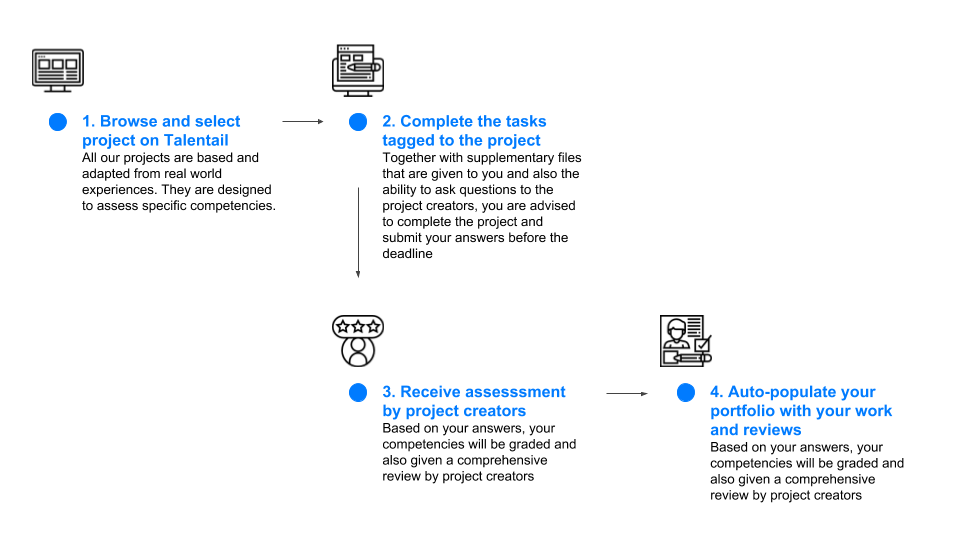 1. Browse and select
project on Talentail
All our projects are based and
adapted from real world
experiences. They are designed
to assess specific competencies.
2. Complete the tasks
tagged to the project
Together with supplementary files
that are given to you and also the
ability to ask questions to the
project creators, you are advised
to complete the project and
submit your answers before the
deadline
3. Receive assesssment
by project creators
Based on your answers, your
competencies will be graded and
also given a comprehensive
review by project creators
4. Auto-populate your
portfolio with your work
and reviews
Based on your answers, your
competencies will be graded and
also given a comprehensive
review by project creators